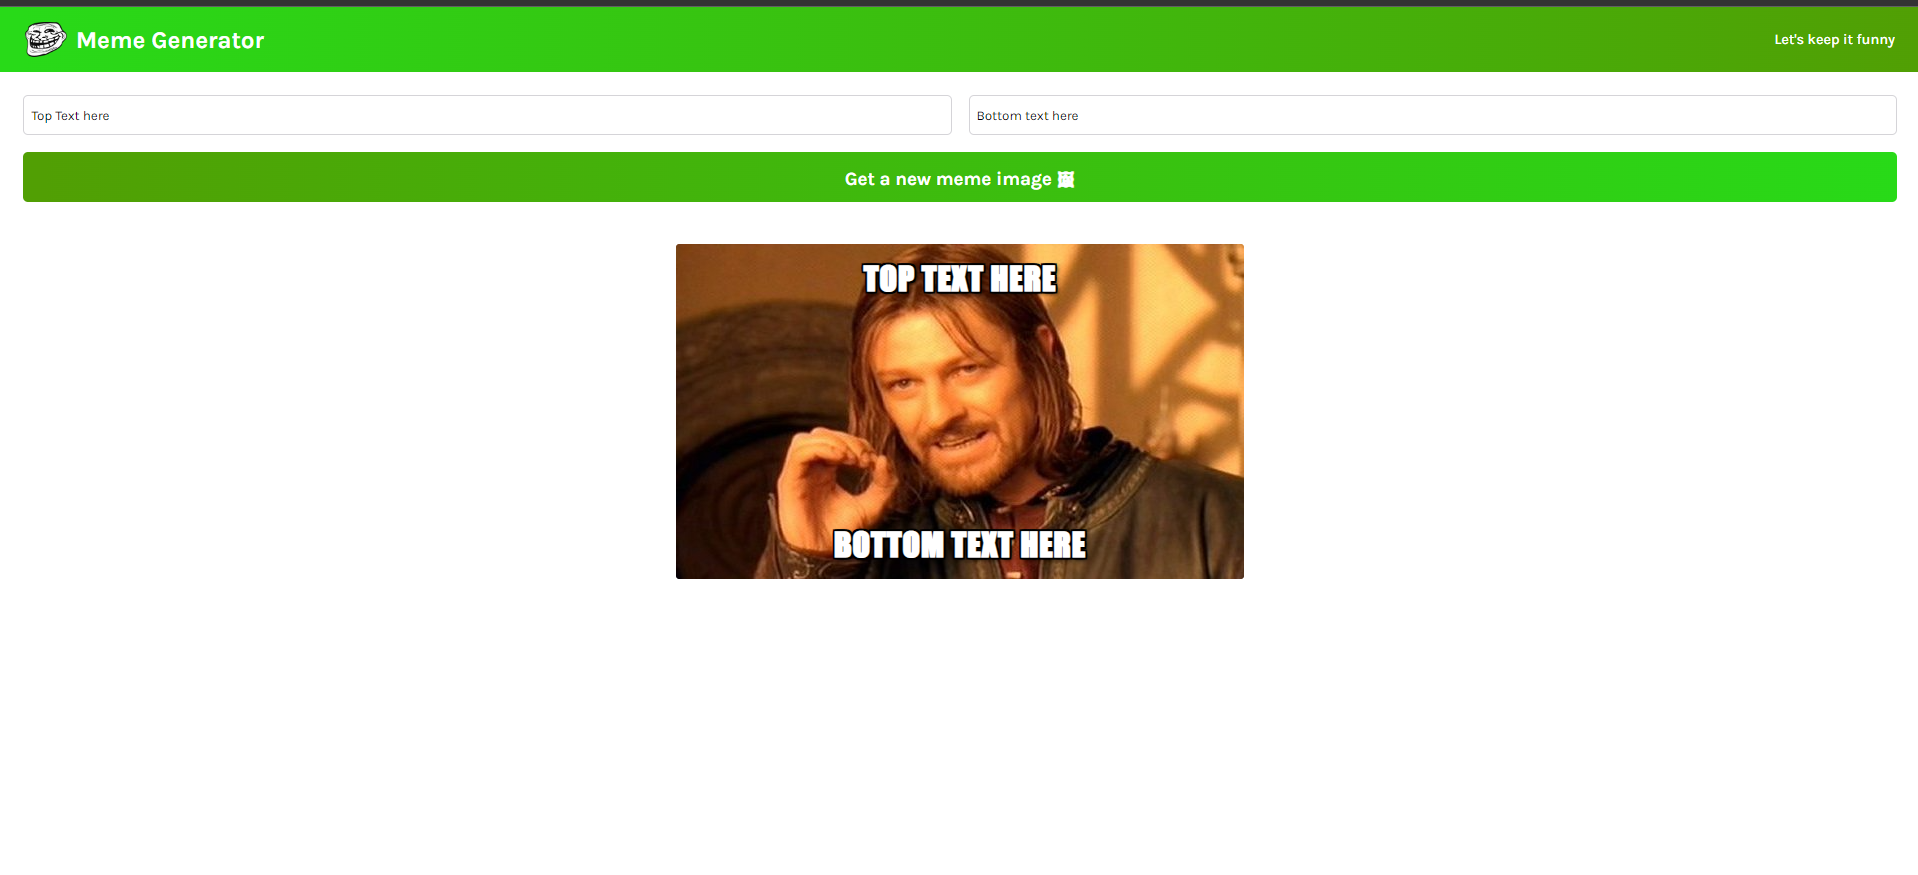 Meme Generator
Let's keep it funny
Top Text here
Bottom text here
Get a new meme image 🖼
TOP TEXT HERE
BOTTOM TEXT HERE